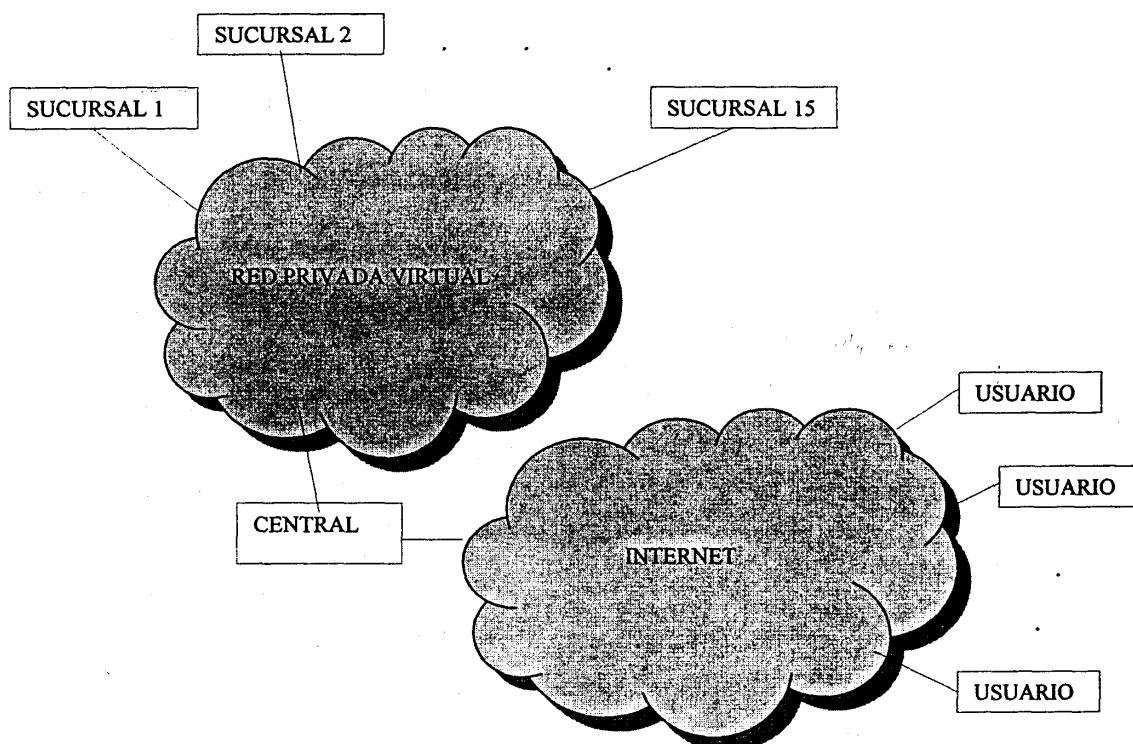 SUCURSAL 2
SUCURSAL 1
SUCURSAL 15
RED PRIVADA VIRTUAL
USUARIO
USUARIO
CENTRAL
INTERNET
USUARIO